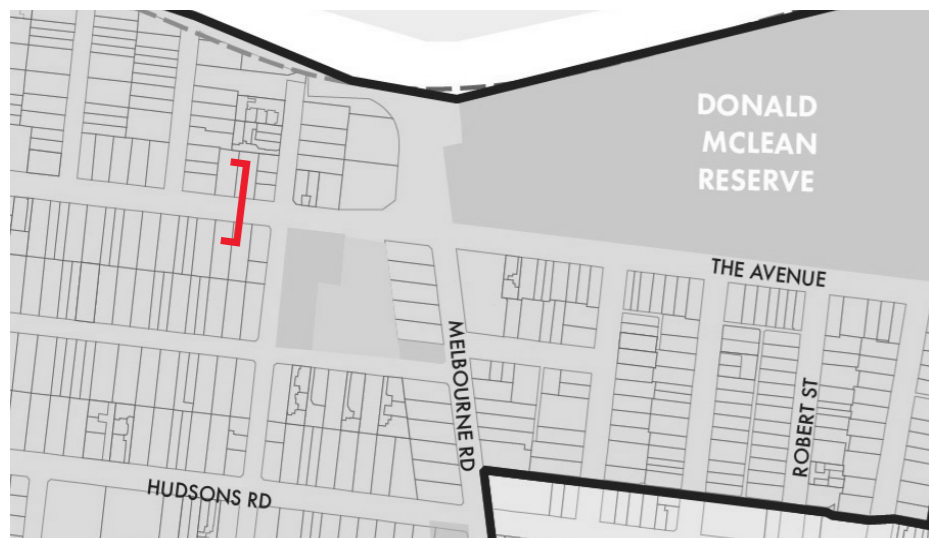 DONALD
MCLEAN
RESERVE
THE AVENUE
MELBOURNE RD
ROBERT ST
HUDSONS RD